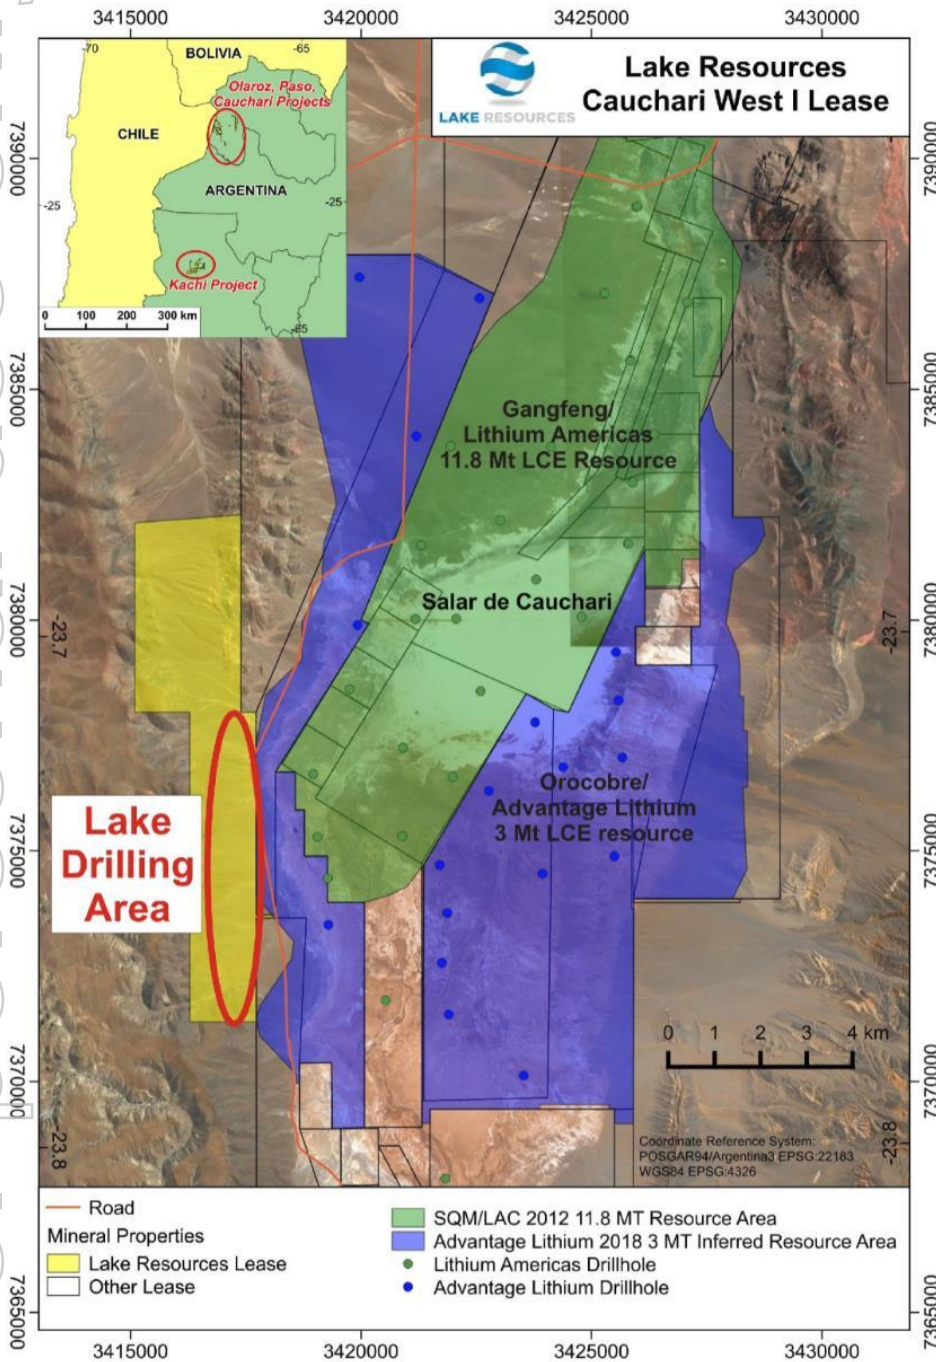 3415000 3420000 3425000 3430000
-70 BOLIVIA -65
Olaroz, Paso,
Cauchari Projects
CHILE
ARGENTINA
-25 -25
Kachi Project
0 100 200 300 km
-65
LAKE RESOURCES
Lake Resources
Cauchari West I Lease
7390000 7390000
7385000 7385000
Gangfeng/
Lithium Americas
11.8 Mt LCE Resource
Salar de Cauchari
7380000 7380000
-23.7 -23.7
Orocobre/
Advantage Lithium
3 Mt LCE resource
Lake
Drilling
Area
7375000 7375000
0 1 2 3 4 km
7370000 7370000
-23.8 -23.8
Coordinate Reference System:
POSGAR94/Argentina3 EPSG:22183
WGS84 EPSG:4326
Road
Mineral Properties
Lake Resources Lease
Other Lease
SQM/LAC 2012 11.8 MT Resource Area
Advantage Lithium 2018 3 MT Inferred Resource Area
Lithium Americas Drillhole
Advantage Lithium Drillhole
7365000 7365000
3415000 3420000 3425000 3430000